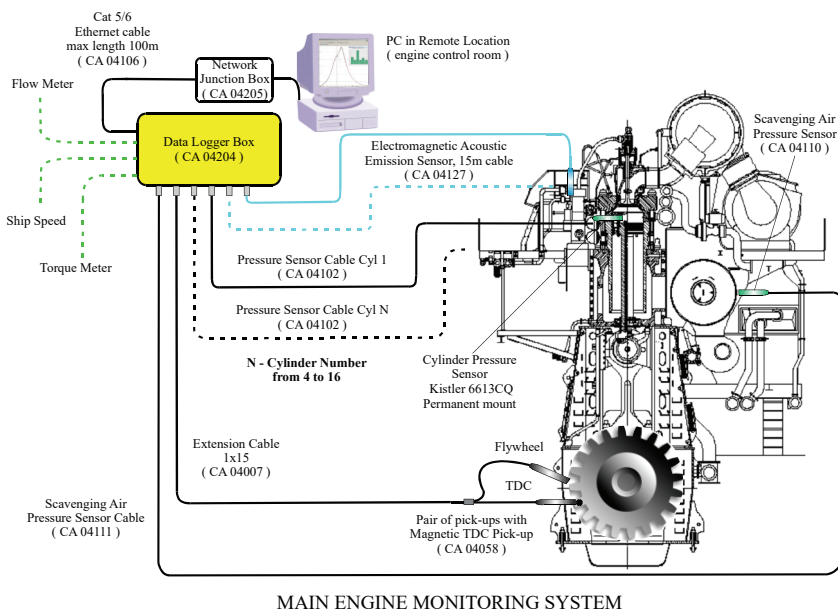 Cat 5/6
Ethernet cable
max length 100m
( CA 04106 )
Network
Junction Box
( CA 04205)
PC in Remote Location
( engine control room )
Flow Meter
Data Logger Box
( CA 04204 )
Electromagnetic Acoustic
Emission Sensor, 15m cable
( CA 04127 )
Scavenging Air
Pressure Sensor
( CA 04110 )
Ship Speed
Torque Meter
Pressure Sensor Cable Cyl 1
( CA 04102 )
Pressure Sensor Cable Cyl N
( CA 04102 )
N - Cylinder Number
from 4 to 16
Cylinder Pressure
Sensor
Kistler 6613CQ
Permanent mount
Extension Cable
1x15
( CA 04007 )
Flywheel
TDC
Scavenging Air
Pressure Sensor Cable
( CA 04111 )
Pair of pick-ups with
Magnetic TDC Pick-up
( CA 04058 )
MAIN ENGINE MONITORING SYSTEM